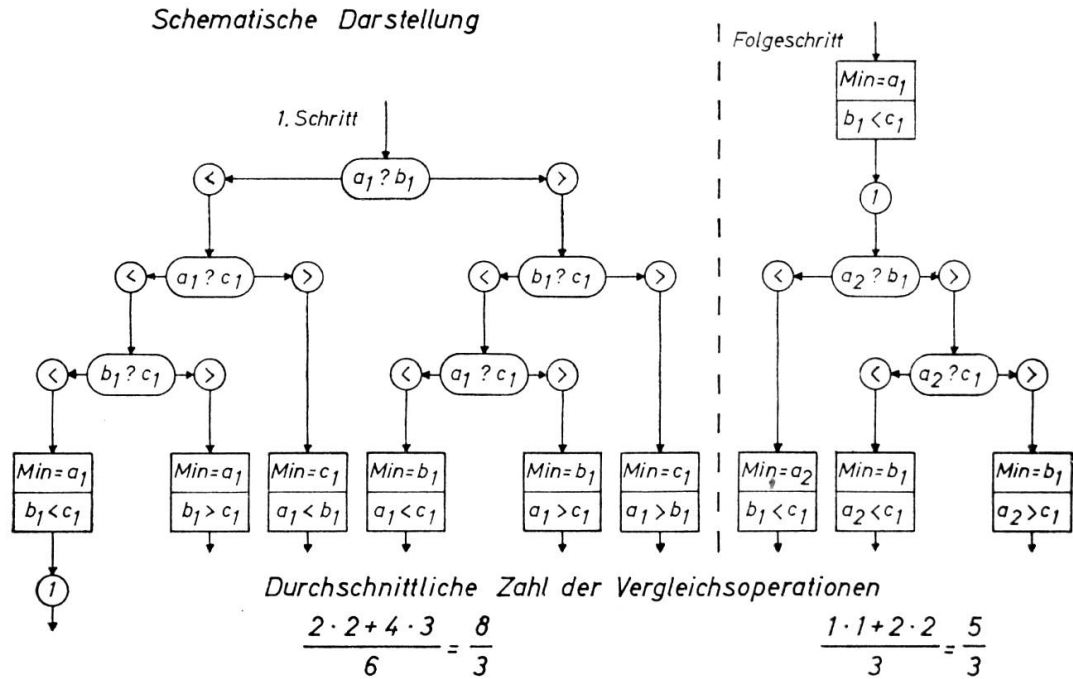 Schematische Darstellung
Folgeschritt
Min=a₁
b₁<c₁
1. Schritt
< a₁?b₁ >
1
< a₁?c₁ >
< b₁?c₁ >
< a₂?b₁ >
< b₁?c₁ >
< a₁?c₁ >
< a₂?c₁ >
Min=a₁
b₁<c₁
Min=a₁
b₁>c₁
Min=c₁
a₁<b₁
Min=b₁
a₁<c₁
Min=b₁
a₁>c₁
Min=c₁
a₁>b₁
Min=a₂
b₁<c₁
Min=b₁
a₂<c₁
Min=b₁
a₂>c₁
1
Durchschnittliche Zahl der Vergleichsoperationen
2·2+4·3 / 6 = 8 / 3
1·1+2·2 / 3 = 5 / 3